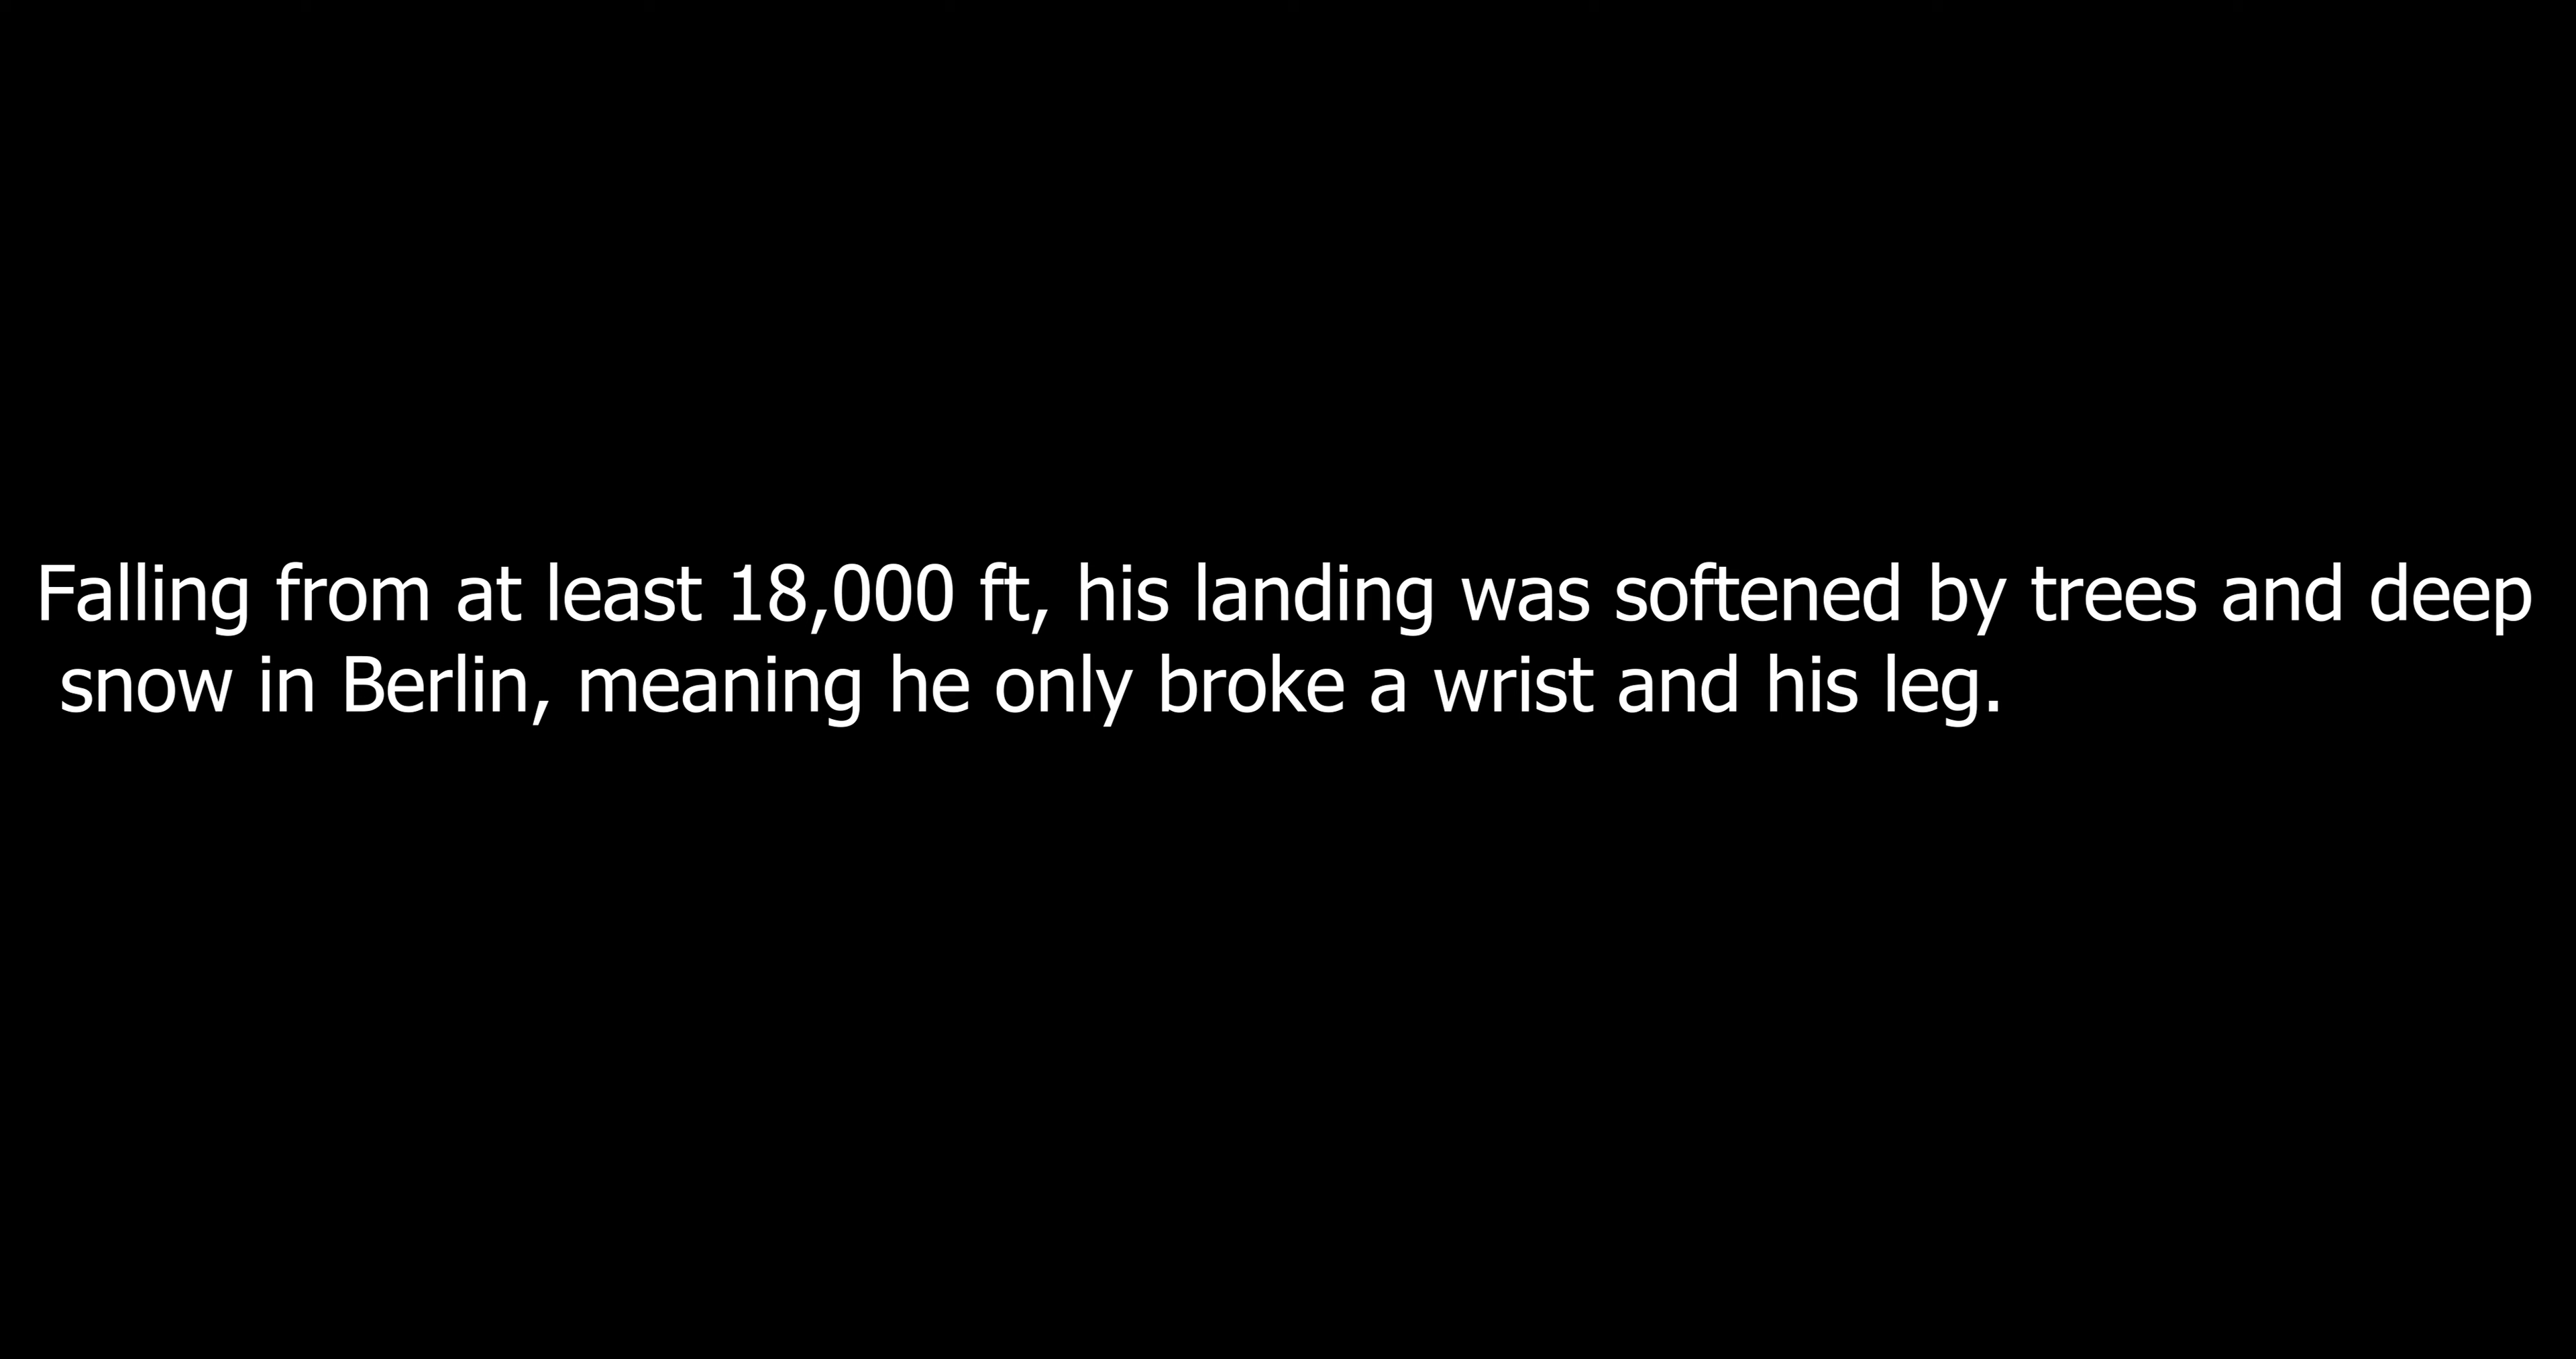 Falling from at least 18,000 ft, his landing was softened by trees and deep
snow in Berlin, meaning he only broke a wrist and his leg.